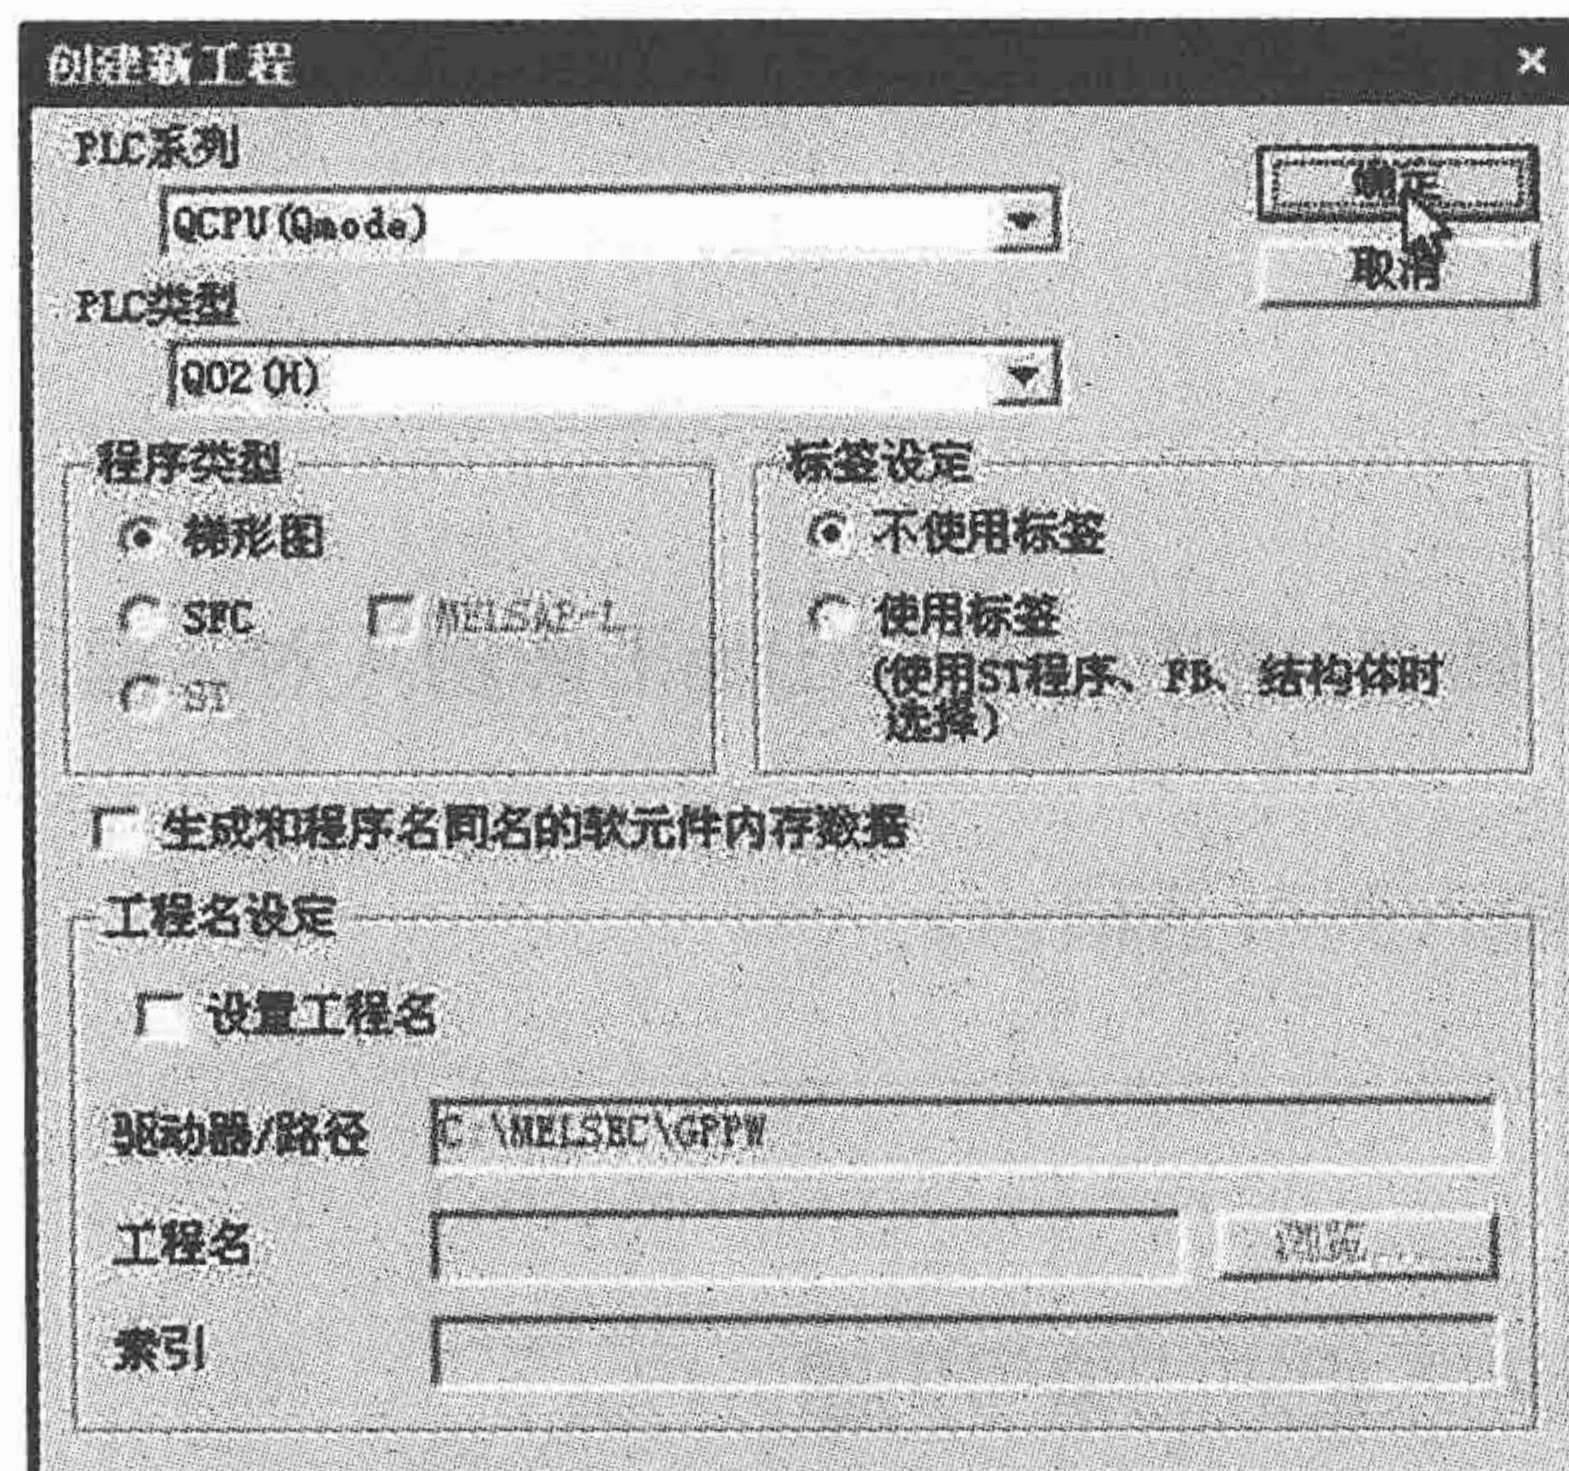 创建新工程
PLC系列
确定
QCPU(Qmode)
取消
PLC类型
Q02(H)
程序类型
梯形图
SFC
MELSAP-L
ST
标签设定
不使用标签
使用标签
(使用ST程序、FB、结构体时
选择)
生成和程序名同名的软元件内存数据
工程名设定
设置工程名
驱动器/路径
C:\MELSEC\GPPW
工程名
浏览...
索引